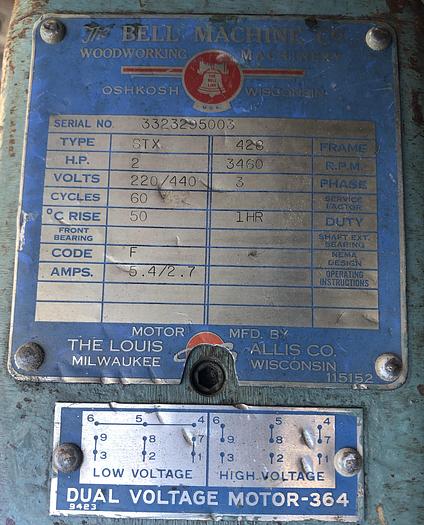 The BELL MACHINE CO.
WOODWORKING MACHINERY
THE BELL LINE
U.S.A.
OSHKOSH WISCONSIN
SERIAL NO. 3323295003
TYPE STX 428 FRAME
H.P. 2 3460 R.P.M.
VOLTS 220/440 3 PHASE
CYCLES 60 SERVICE FACTOR
°C RISE 50 1HR DUTY
FRONT BEARING SHAFT EXT. BEARING
CODE F NEMA DESIGN
AMPS. 5.4/2.7 OPERATING INSTRUCTIONS
MOTOR MFD. BY
THE LOUIS ALLIS CO.
MILWAUKEE WISCONSIN
115152
6 5 4 6 5 4
9 8 7 9 8 7
3 2 1 3 2 1
LOW VOLTAGE HIGH VOLTAGE
DUAL VOLTAGE MOTOR-364
9423